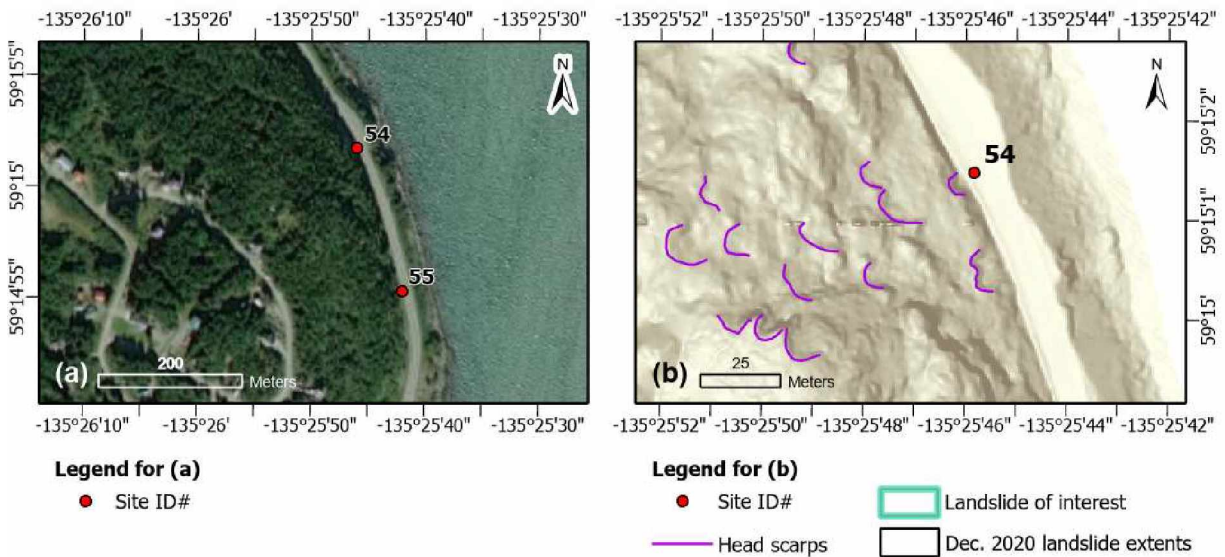 -135°26'10" -135°26' -135°25'50" -135°25'40" -135°25'30"
59°15'5"
59°15'
59°14'55"
N
54
55
(a)
200
Meters
-135°26'10" -135°26' -135°25'50" -135°25'40" -135°25'30"
Legend for (a)
Site ID#
-135°25'52" -135°25'50" -135°25'48" -135°25'46" -135°25'44" -135°25'42"
N
54
59°15'2"
59°15'1"
59°15'
(b)
25
Meters
-135°25'52" -135°25'50" -135°25'48" -135°25'46" -135°25'44" -135°25'42"
Legend for (b)
Site ID#
Landslide of interest
Head scarps
Dec. 2020 landslide extents